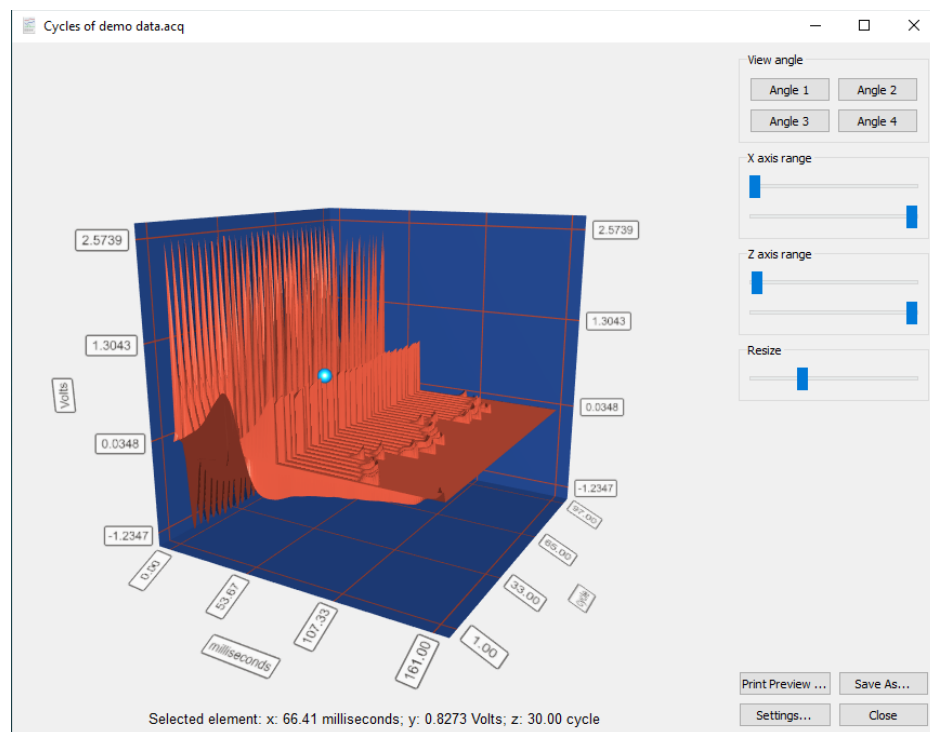 Cycles of demo data.acq
View angle
Angle 1
Angle 2
Angle 3
Angle 4
X axis range
Z axis range
Resize
2.5739
2.5739
1.3043
1.3043
Volts
0.0348
0.0348
-1.2347
-1.2347
97.00
65.00
33.00
1.00
0.00
53.67
107.33
161.00
milliseconds
Print Preview ...
Save As...
Settings...
Close
Selected element: x: 66.41 milliseconds; y: 0.8273 Volts; z: 30.00 cycle